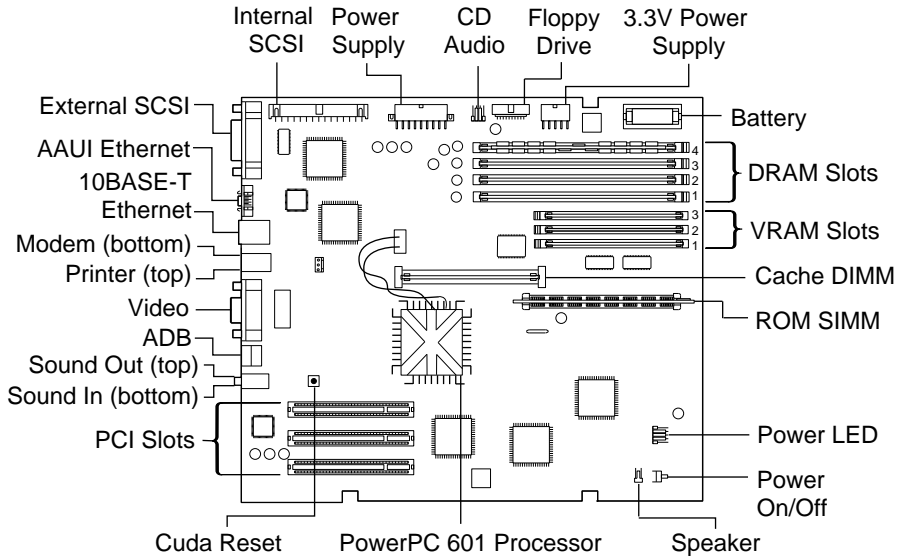 Internal
SCSI
Power
Supply
CD
Audio
Floppy
Drive
3.3V Power
Supply
External SCSI
AAUI Ethernet
10BASE-T
Ethernet
Modem (bottom)
Printer (top)
Video
ADB
Sound Out (top)
Sound In (bottom)
PCI Slots
Battery
4
3
2
1
DRAM Slots
3
2
1
VRAM Slots
Cache DIMM
ROM SIMM
Power LED
Power
On/Off
Cuda Reset
PowerPC 601 Processor
Speaker